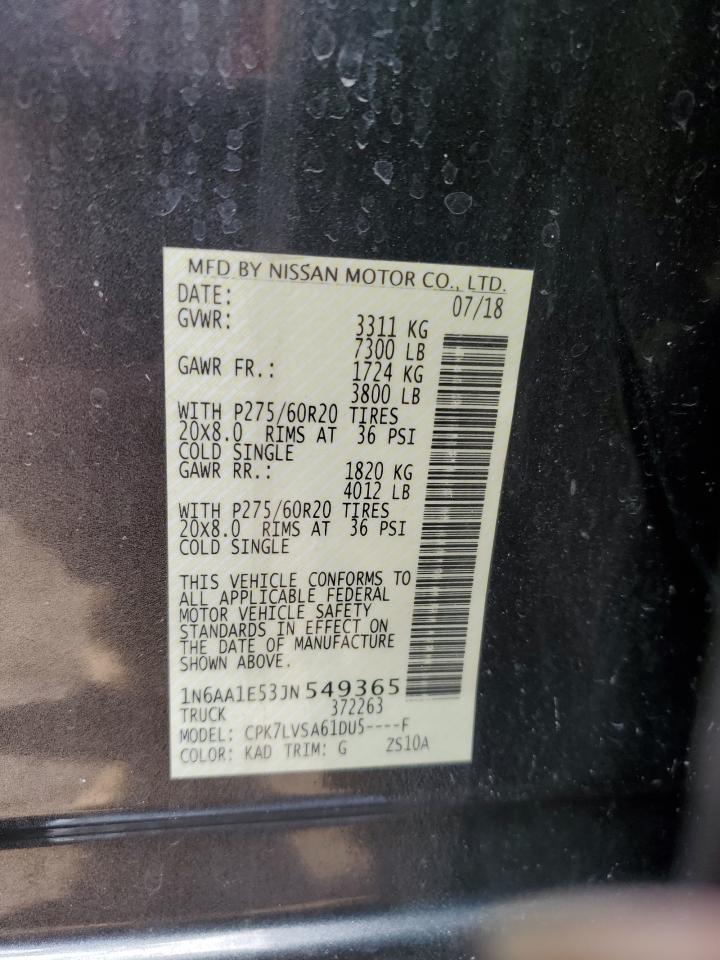 MFD BY NISSAN MOTOR CO., LTD.
DATE: 07/18
GVWR: 3311 KG
7300 LB
GAWR FR.: 1724 KG
3800 LB
WITH P275/60R20 TIRES
20X8.0 RIMS AT 36 PSI
COLD SINGLE
GAWR RR.: 1820 KG
4012 LB
WITH P275/60R20 TIRES
20X8.0 RIMS AT 36 PSI
COLD SINGLE
THIS VEHICLE CONFORMS TO
ALL APPLICABLE FEDERAL
MOTOR VEHICLE SAFETY
STANDARDS IN EFFECT ON
THE DATE OF MANUFACTURE
SHOWN ABOVE.
1N6AA1E53JN549365
TRUCK 372263
MODEL: CPK7LVSA61DU5----F
COLOR: KAD TRIM: G ZS10A